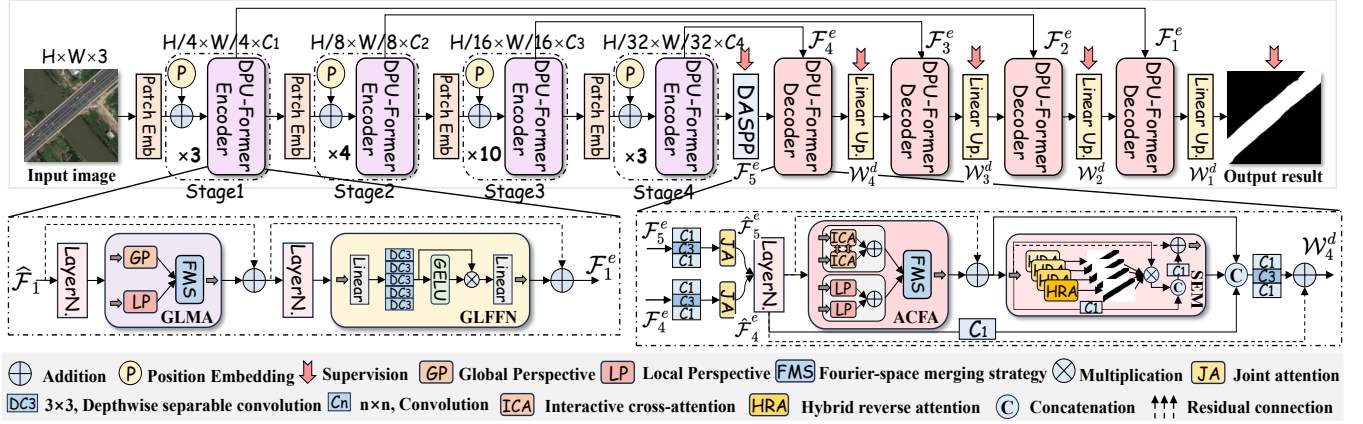 H/4×W/4×C₁ H/8×W/8×C₂ H/16×W/16×C₃ H/32×W/32×C₄
H×W×3
Input image
Patch Emb
P
×3
DPU-Former Encoder
Stage1
Patch Emb
P
×4
DPU-Former Encoder
Stage2
Patch Emb
P
×10
DPU-Former Encoder
Stage3
Patch Emb
P
×3
DPU-Former Encoder
Stage4
DASPP
F₅ᵉ
F₄ᵉ
DPU-Former Decoder
Linear Up.
W₄ᵈ
F₃ᵉ
DPU-Former Decoder
Linear Up.
W₃ᵈ
F₂ᵉ
DPU-Former Decoder
Linear Up.
W₂ᵈ
F₁ᵉ
DPU-Former Decoder
Linear Up.
W₁ᵈ
Output result
F̂₁
LayerN.
GP
LP
FMS
GLMA
LayerN.
Linear
DC3
DC3
DC3
DC3
GELU
Linear
GLFFN
F₁ᵉ
F₅ᵉ
C1
C3
C1
JA
F̂₅ᵉ
F₄ᵉ
C1
C3
C1
JA
F̂₄ᵉ
LayerN.
ICA
ICA
LP
LP
FMS
ACFA
C1
HRA
C1
C1
C
SEM
C
C1
C3
C1
W₄ᵈ
Addition P Position Embedding Supervision GP Global Perspective LP Local Perspective FMS Fourier-space merging strategy Multiplication JA Joint attention
DC3 3×3, Depthwise separable convolution Cn n×n, Convolution ICA Interactive cross-attention HRA Hybrid reverse attention C Concatenation Residual connection